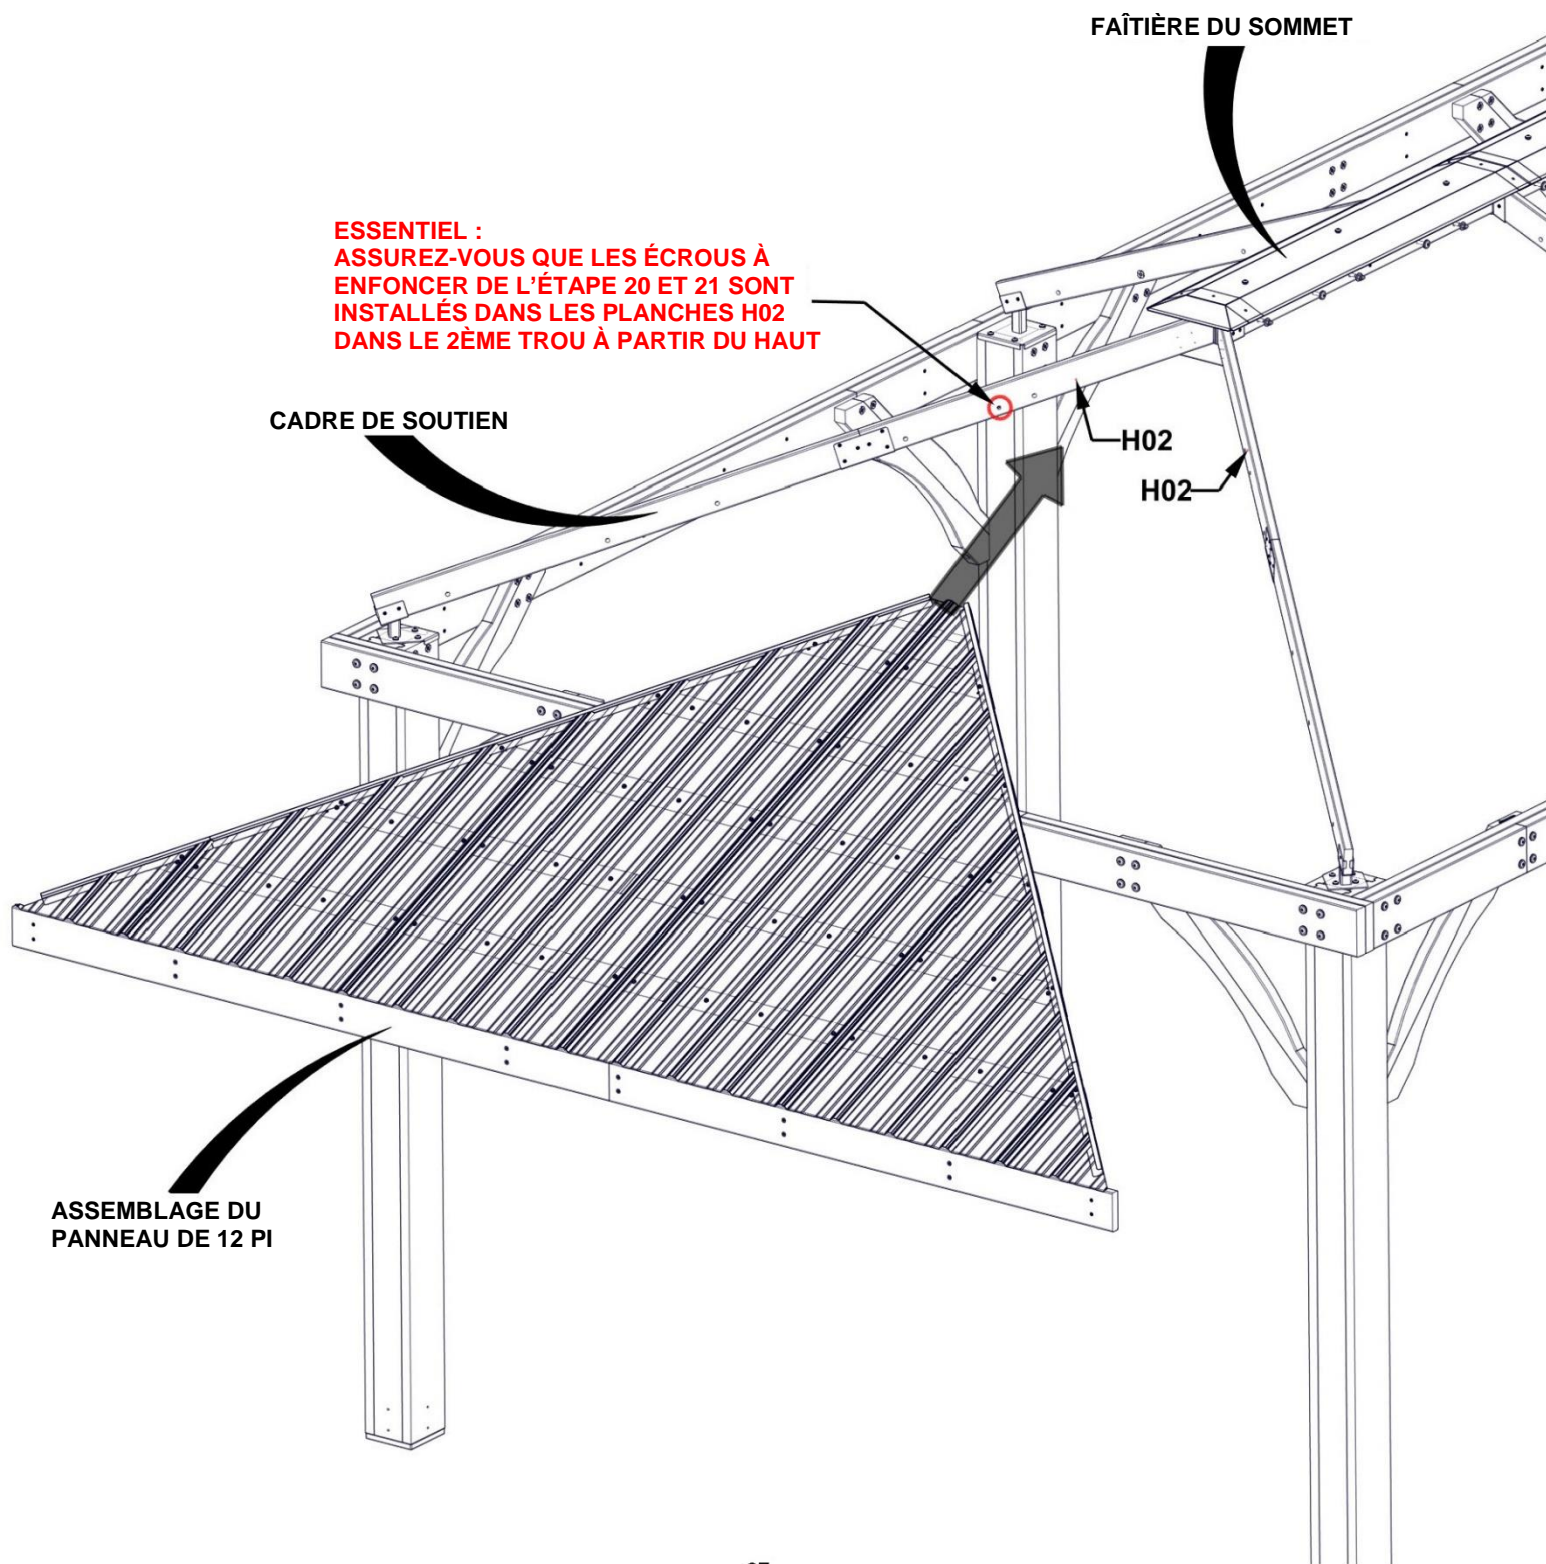 FAÎTIÈRE DU SOMMET
ESSENTIEL :
ASSUREZ-VOUS QUE LES ÉCROUS À
ENFONCER DE L'ÉTAPE 20 ET 21 SONT
INSTALLÉS DANS LES PLANCHES H02
DANS LE 2ÈME TROU À PARTIR DU HAUT
CADRE DE SOUTIEN
H02
H02
ASSEMBLAGE DU
PANNEAU DE 12 PI